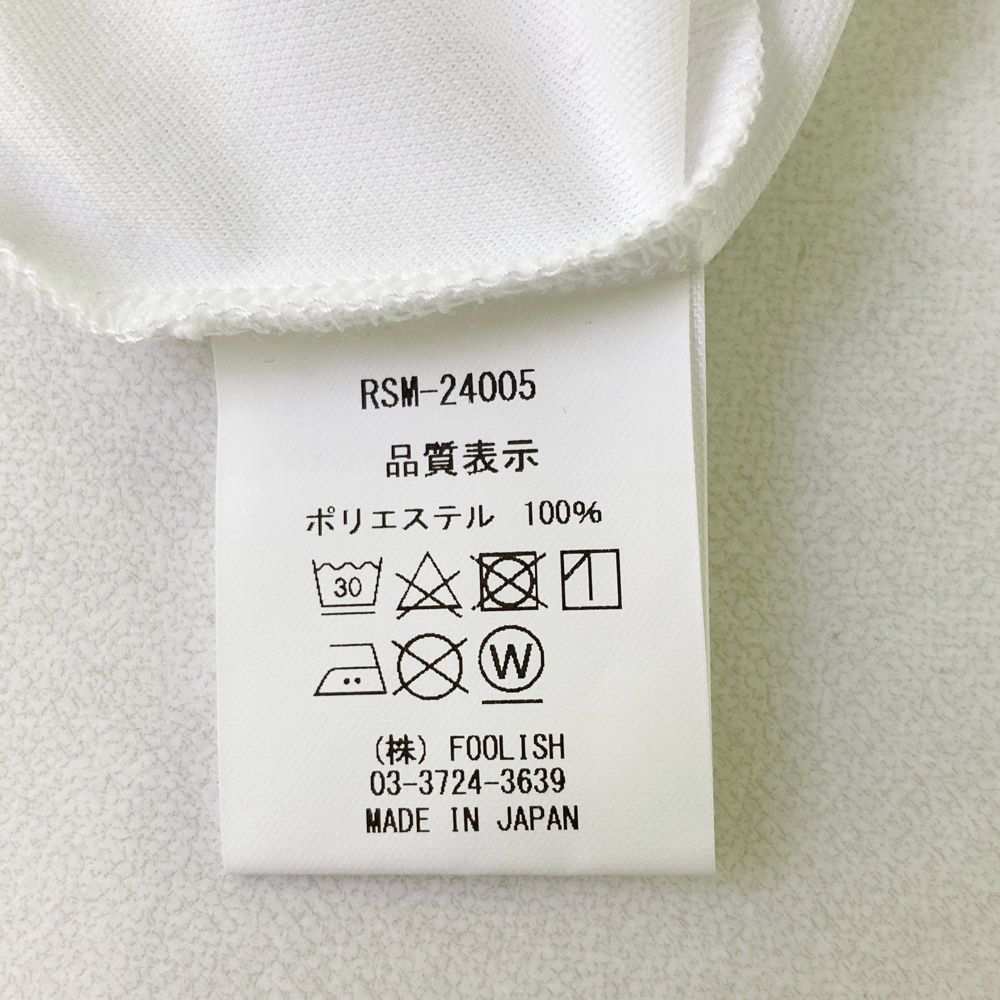 RSM-24005
品質表示
ポリエステル 100%
30
W
(株) FOOLISH
03-3724-3639
MADE IN JAPAN